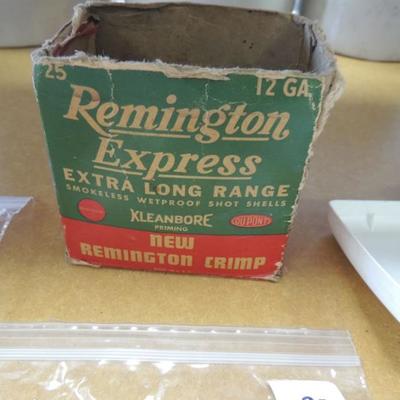 25 12 GA.
Remington
Express
EXTRA LONG RANGE
SMOKELESS WETPROOF SHOT SHELLS
KLEANBORE
PRIMING
DU PONT
NEW
REMINGTON CRIMP